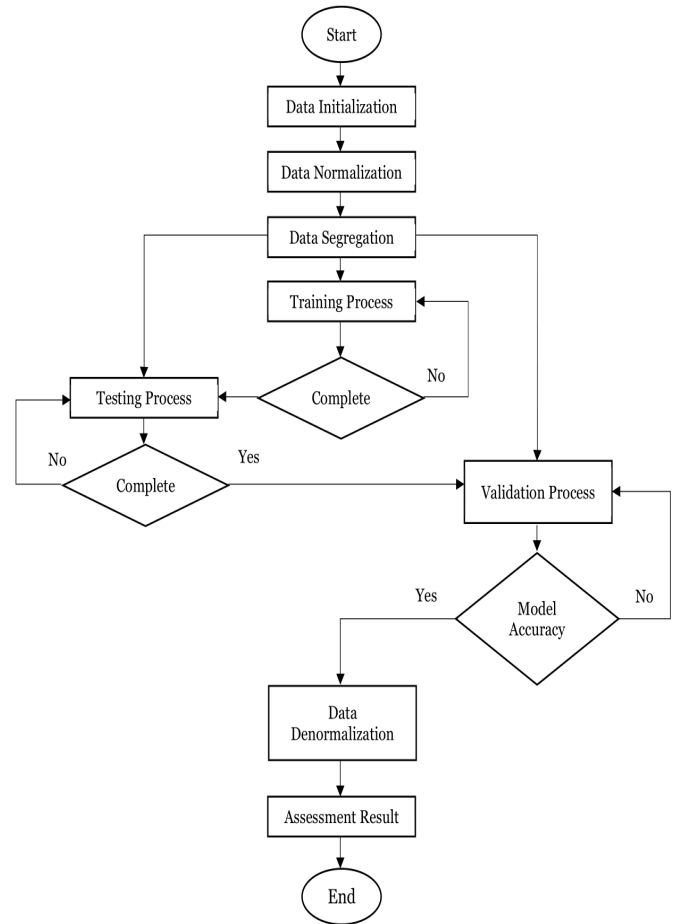 Start
Data Initialization
Data Normalization
Data Segregation
Training Process
No
Complete
Testing Process
No
Yes
Complete
Validation Process
Yes
No
Model
Accuracy
Data
Denormalization
Assessment Result
End